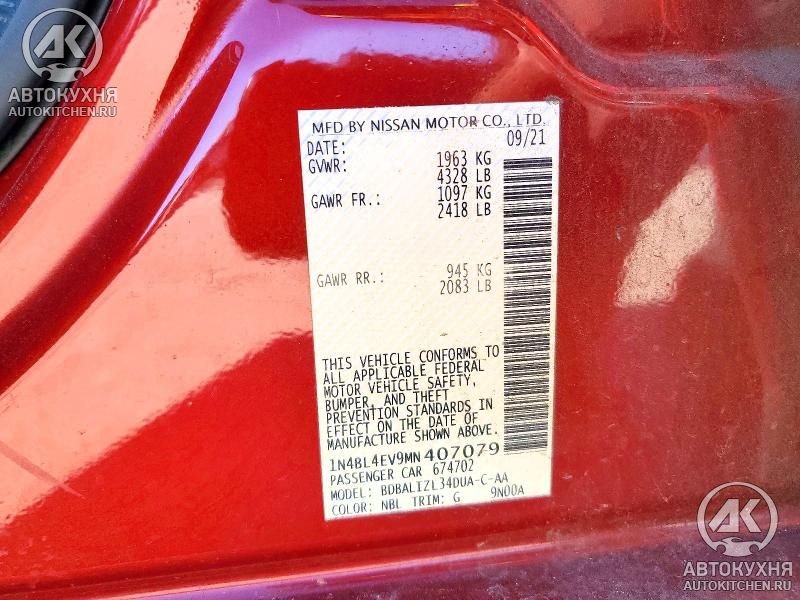 АК
АВТОКУХНЯ
AUTOKITCHEN.RU
MFD BY NISSAN MOTOR CO., LTD.
DATE: 09/21
GVWR: 1963 KG
4328 LB
GAWR FR.: 1097 KG
2418 LB
GAWR RR.: 945 KG
2083 LB
THIS VEHICLE CONFORMS TO
ALL APPLICABLE FEDERAL
MOTOR VEHICLE SAFETY,
BUMPER, AND THEFT
PREVENTION STANDARDS IN
EFFECT ON THE DATE OF
MANUFACTURE SHOWN ABOVE.
1N4BL4EV9MN407079
PASSENGER CAR 674702
MODEL: BDBALIZL34DUA-C-AA
COLOR: NBL TRIM: G 9N00A
АК
АВТОКУХНЯ
AUTOKITCHEN.RU